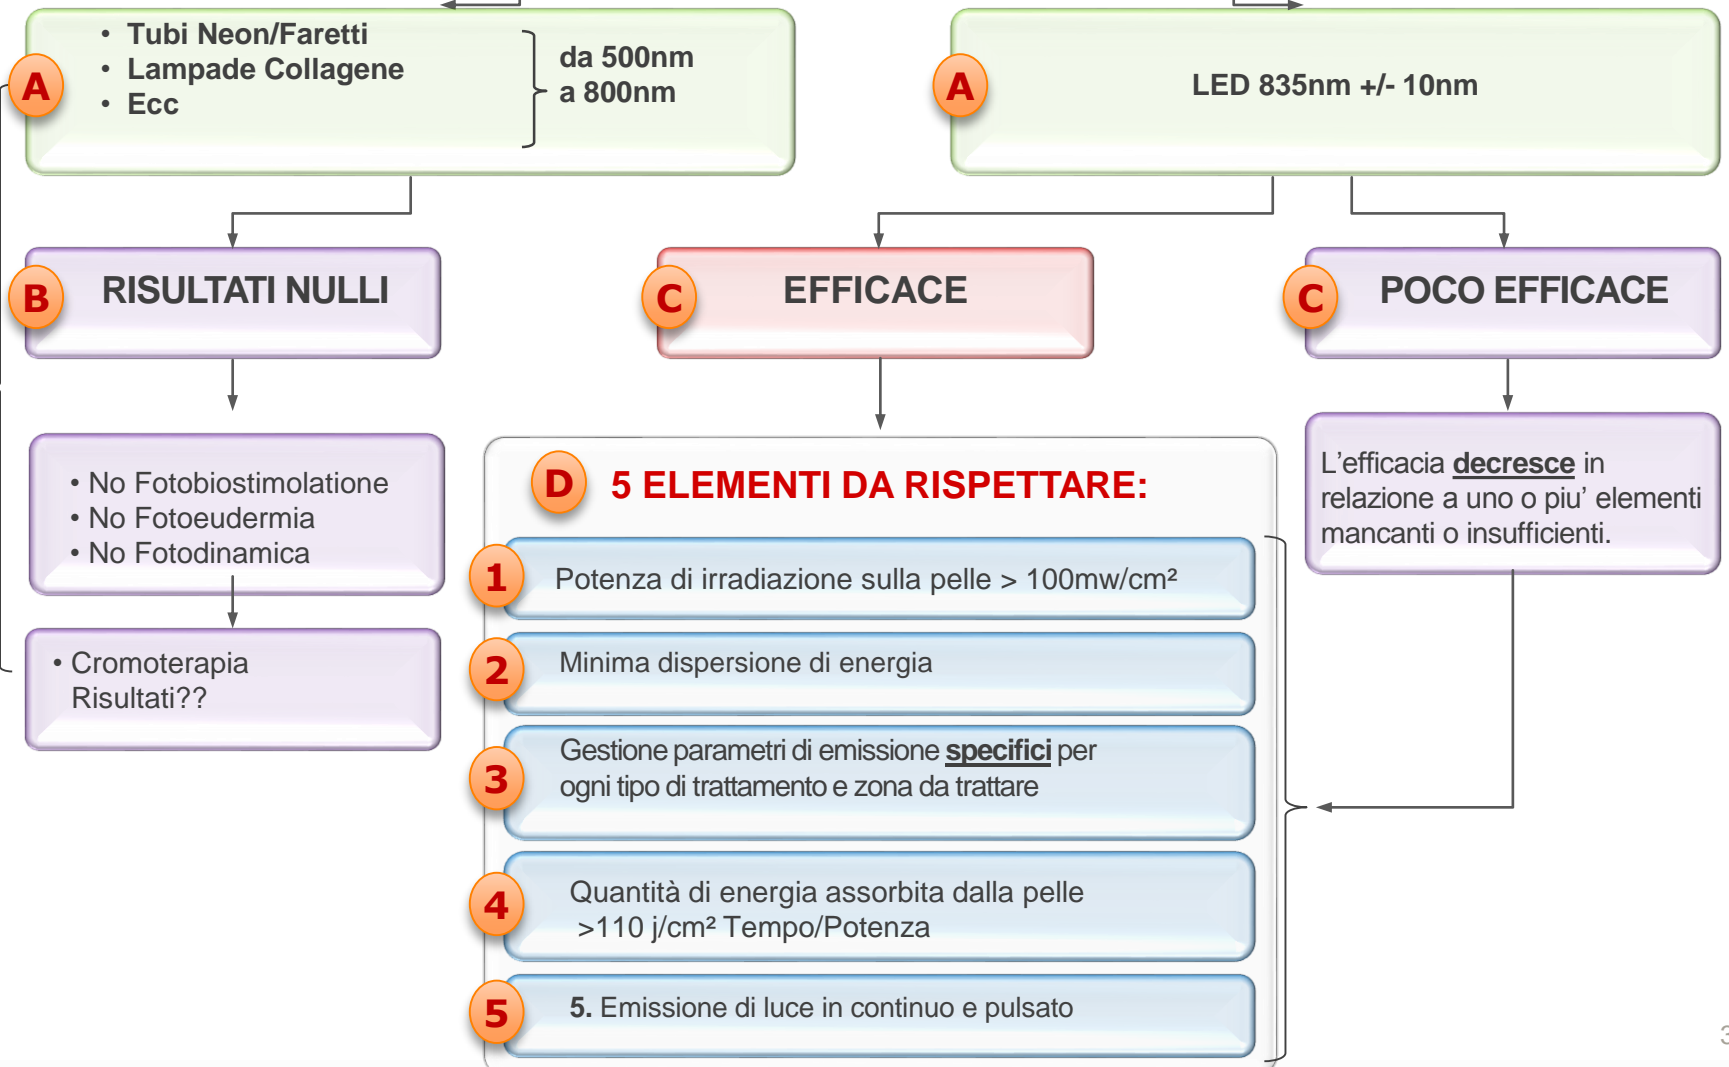 A
• Tubi Neon/Faretti
• Lampade Collagene
• Ecc
da 500nm
a 800nm
A
LED 835nm +/- 10nm
B
RISULTATI NULLI
C
EFFICACE
C
POCO EFFICACE
• No Fotobiostimolatione
• No Fotoeudermia
• No Fotodinamica
• Cromoterapia
Risultati??
D
5 ELEMENTI DA RISPETTARE:
1
Potenza di irradiazione sulla pelle > 100mw/cm²
2
Minima dispersione di energia
3
Gestione parametri di emissione specifici per
ogni tipo di trattamento e zona da trattare
4
Quantità di energia assorbita dalla pelle
>110 j/cm² Tempo/Potenza
5
5. Emissione di luce in continuo e pulsato
L’efficacia decresce in
relazione a uno o piu’ elementi
mancanti o insufficienti.